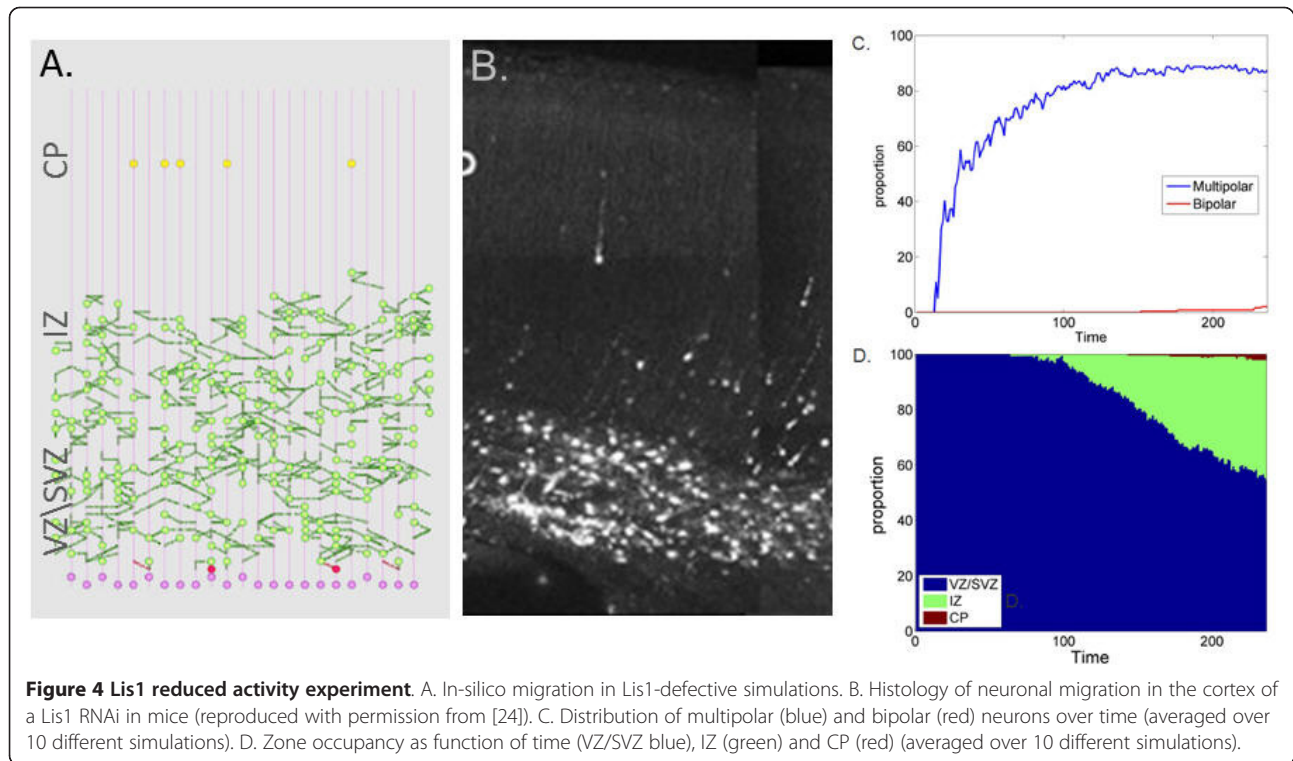 A.
CP
IZ
VZ\SVZ
B.
C.
100
80
60
40
20
0
proportion
Multipolar
Bipolar
0
100
200
Time
D.
100
80
60
40
20
0
proportion
VZ/SVZ
IZ
CP
D.
0
100
200
Time
Figure 4 Lis1 reduced activity experiment. A. In-silico migration in Lis1-defective simulations. B. Histology of neuronal migration in the cortex of
a Lis1 RNAi in mice (reproduced with permission from [24]). C. Distribution of multipolar (blue) and bipolar (red) neurons over time (averaged over
10 different simulations). D. Zone occupancy as function of time (VZ/SVZ blue), IZ (green) and CP (red) (averaged over 10 different simulations).